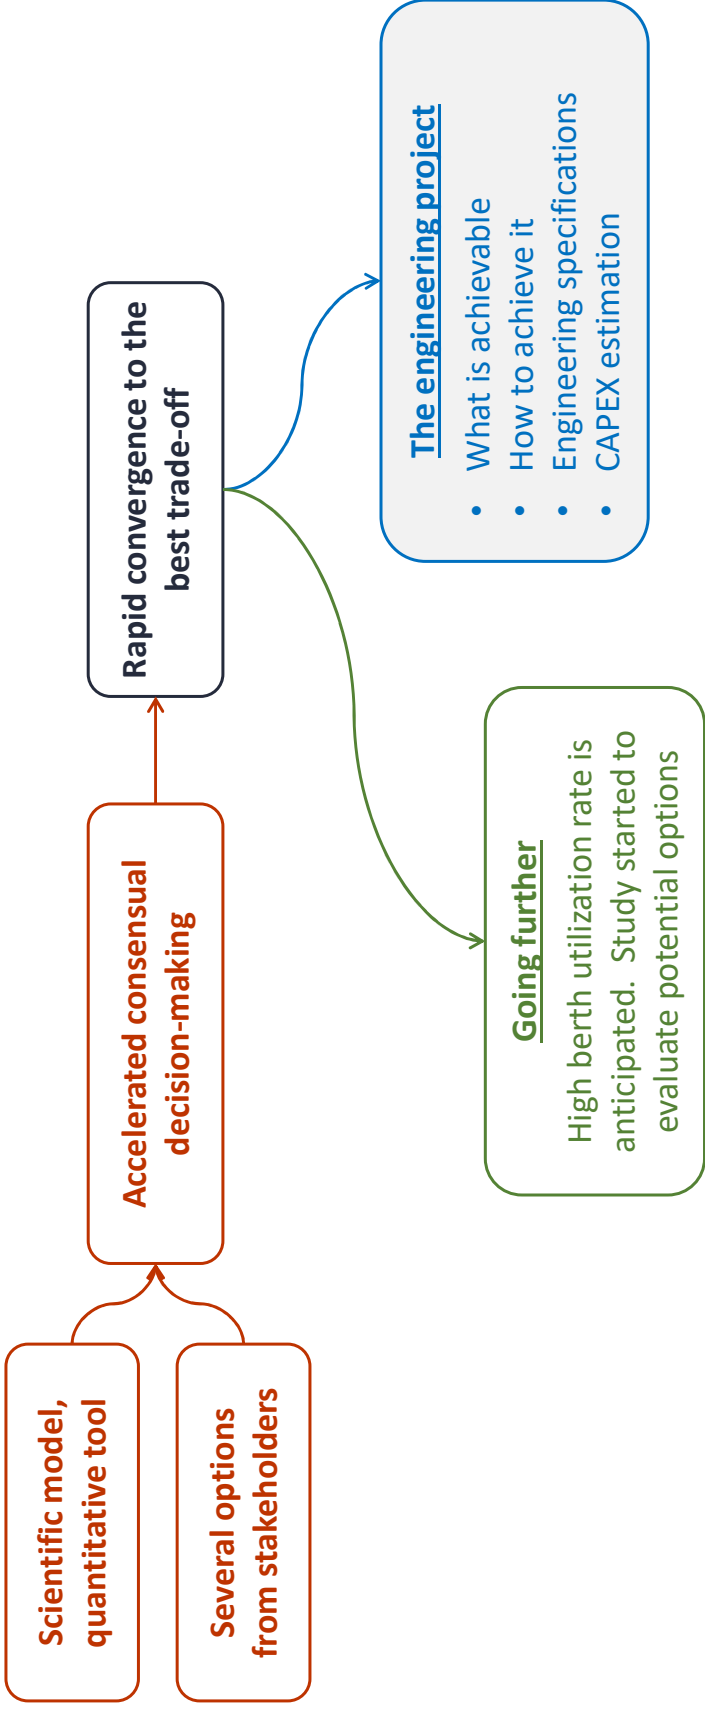 Scientific model,
quantitative tool
Several options
from stakeholders
Accelerated consensual
decision-making
Rapid convergence to the
best trade-off
Going further
High berth utilization rate is
anticipated.  Study started to
evaluate potential options
The engineering project
• What is achievable
• How to achieve it
• Engineering specifications
• CAPEX estimation